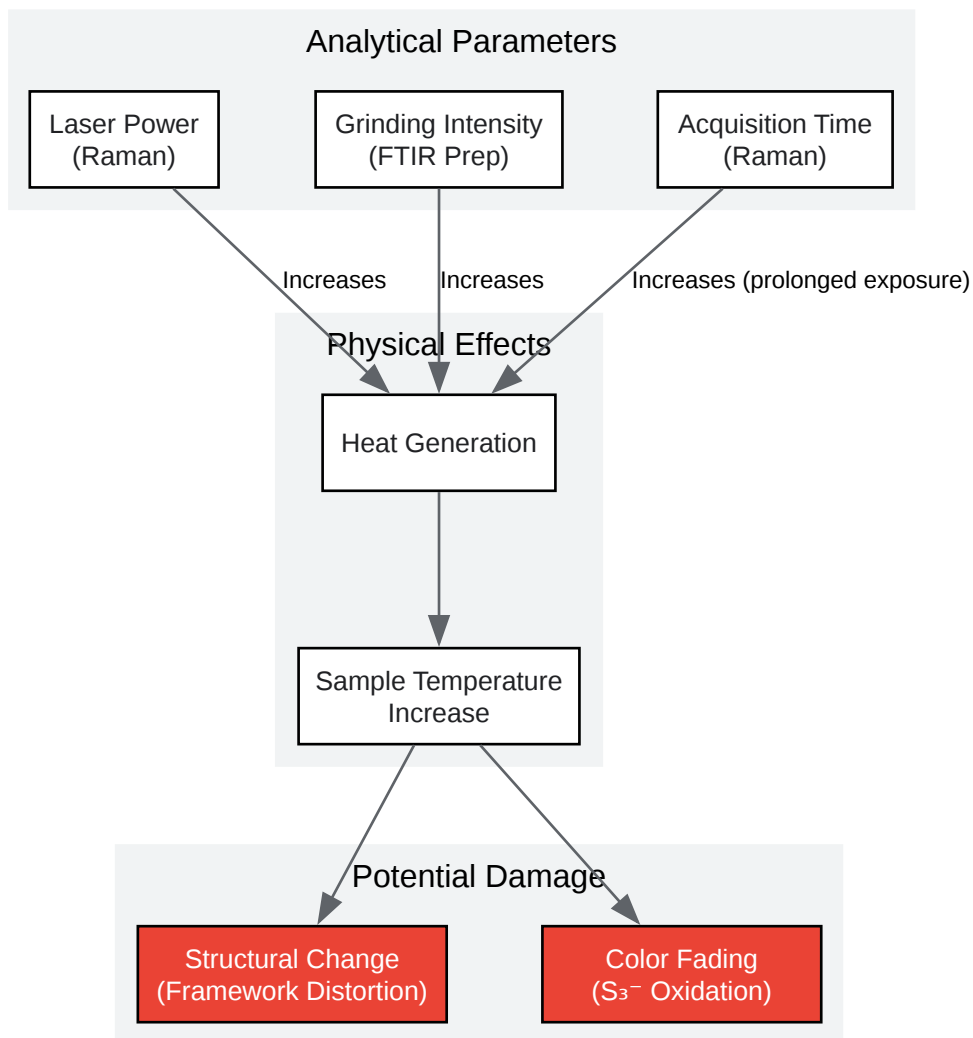 Analytical Parameters
Laser Power
(Raman)
Grinding Intensity
(FTIR Prep)
Acquisition Time
(Raman)
Increases
Increases
Increases (prolonged exposure)
Physical Effects
Heat Generation
Sample Temperature
Increase
Potential Damage
Structural Change
(Framework Distortion)
Color Fading
(S₃⁻ Oxidation)